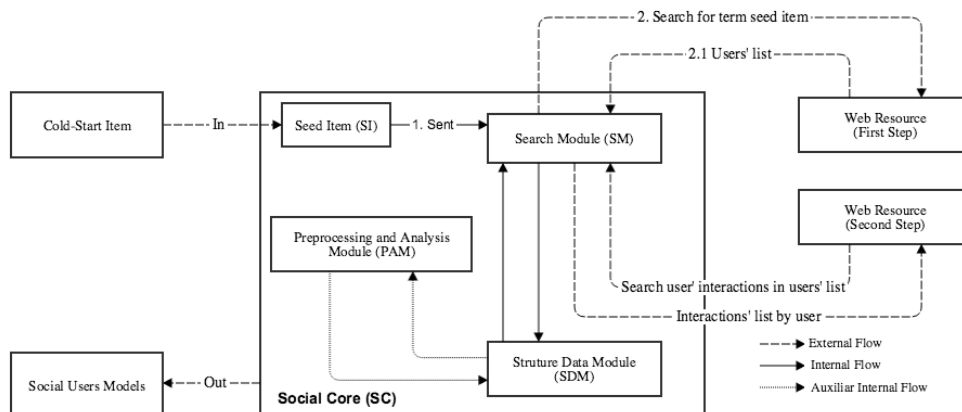 2. Search for term seed item
2.1 Users' list
Cold-Start Item
In
Seed Item (SI)
1. Sent
Search Module (SM)
Web Resource
(First Step)
Web Resource
(Second Step)
Preprocessing and Analysis
Module (PAM)
Search user' interactions in users' list
Interactions' list by user
External Flow
Internal Flow
Auxiliar Internal Flow
Struture Data Module
(SDM)
Social Users Models
Out
Social Core (SC)